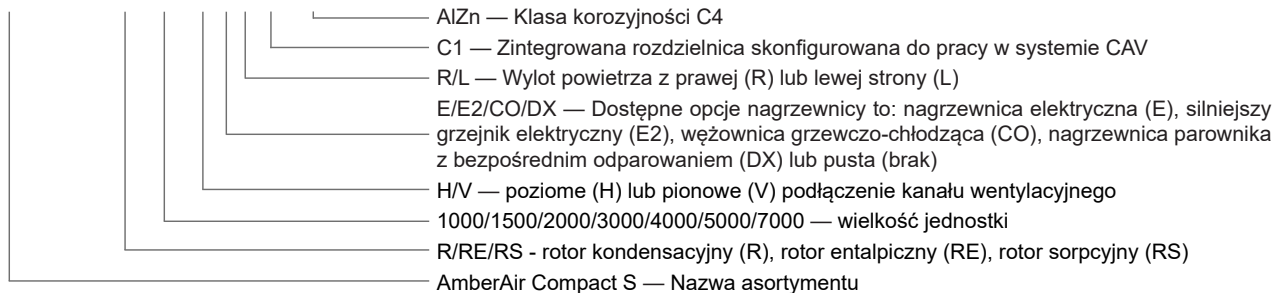 AlZn — Klasa korozyjności C4
C1 — Zintegrowana rozdzielnica skonfigurowana do pracy w systemie CAV
R/L — Wylot powietrza z prawej (R) lub lewej strony (L)
E/E2/CO/DX — Dostępne opcje nagrzewnicy to: nagrzewnica elektryczna (E), silniejszy
grzejnik elektryczny (E2), wężownica grzewczo-chłodząca (CO), nagrzewnica parownika
z bezpośrednim odparowaniem (DX) lub pusta (brak)
H/V — poziome (H) lub pionowe (V) podłączenie kanału wentylacyjnego
1000/1500/2000/3000/4000/5000/7000 — wielkość jednostki
R/RE/RS - rotor kondensacyjny (R), rotor entalpiczny (RE), rotor sorpcyjny (RS)
AmberAir Compact S — Nazwa asortymentu